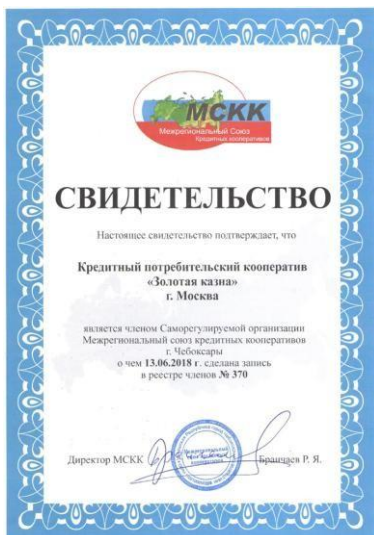 МСКК
Межрегиональный Союз
Кредитных кооперативов
СВИДЕТЕЛЬСТВО
Настоящее свидетельство подтверждает, что
Кредитный потребительский кооператив
«Золотая казна»
г. Москва
является членом Саморегулируемой организации
Межрегиональный союз кредитных кооперативов
г. Чебоксары
о чем 13.06.2018 г. сделана запись
в реестре членов № 370
Директор МСКК
Бранчаев Р. Я.